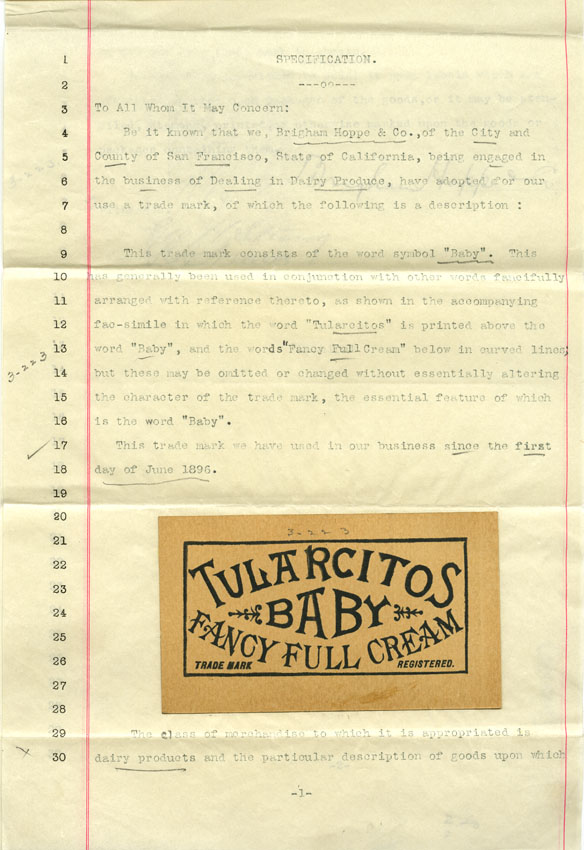 1 SPECIFICATION.
2 ---oo---
3 To All Whom It May Concern:
4 Be it known that we, Brigham Hoppe & Co.,of the City and
5 County of San Francisco, State of California, being engaged in
6 the business of Dealing in Dairy Produce, have adopted for our
7 use a trade mark, of which the following is a description :
8
9 This trade mark consists of the word symbol "Baby". This
10 has generally been used in conjunction with other words fancifully
11 arranged with reference thereto, as shown in the accompanying
12 fac-simile in which the word "Tularcitos" is printed above the
13 word "Baby", and the words "Fancy Full Cream" below in curved lines;
3-223
14 but these may be omitted or changed without essentially altering
15 the character of the trade mark, the essential feature of which
16 is the word "Baby".
17 This trade mark we have used in our business since the first
18 day of June 1896.
19
20
3-223
21
22
TULARCITOS
23
24
BABY
25
FANCY FULL CREAM
26
TRADE MARK REGISTERED.
27
28
29 The class of merchandise to which it is appropriated is
30 dairy products and the particular description of goods upon which
-1-